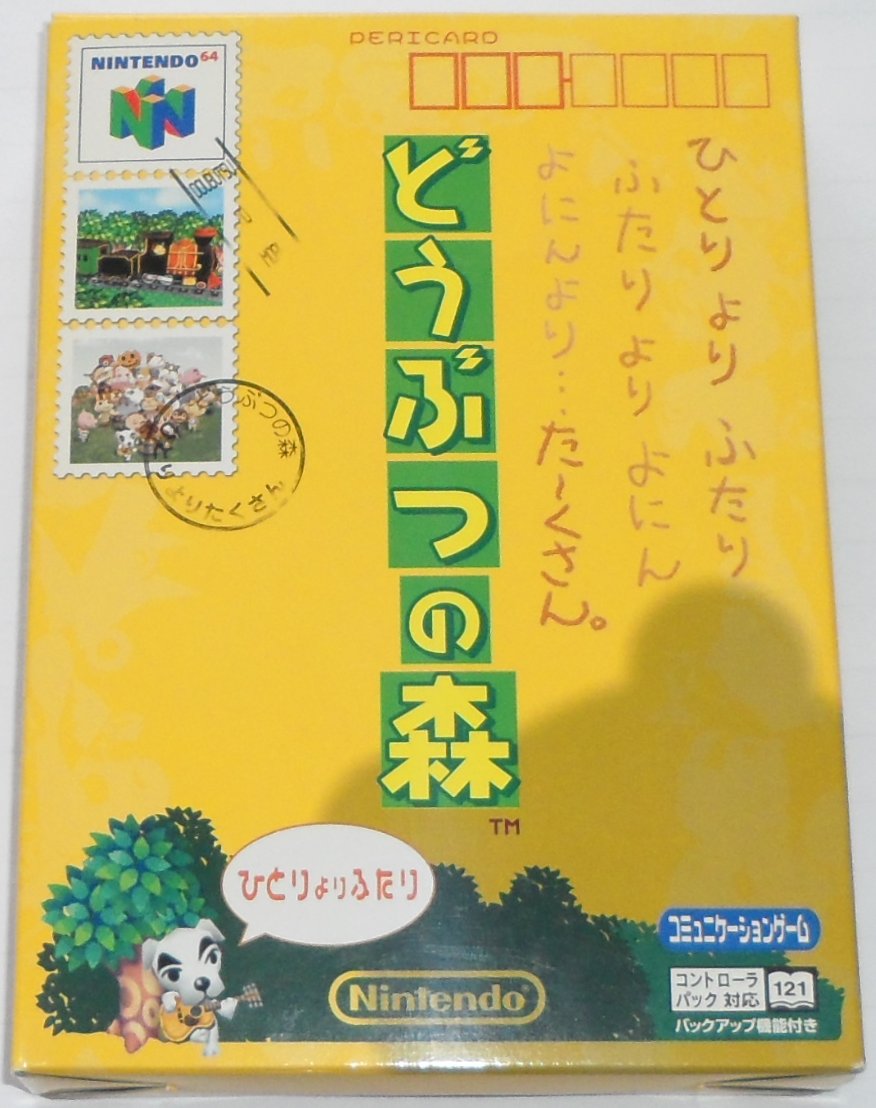 PERICARD
NINTENDO64
ひとりより ふたり
ふたりより よにん
よにんより…たーくさん。
どうぶつの森
TM
どうぶつの森
よりたくさん
ひとりよりふたり
Nintendo®
コミュニケーションゲーム
コントローラ
パック 対応
121
バックアップ機能付き